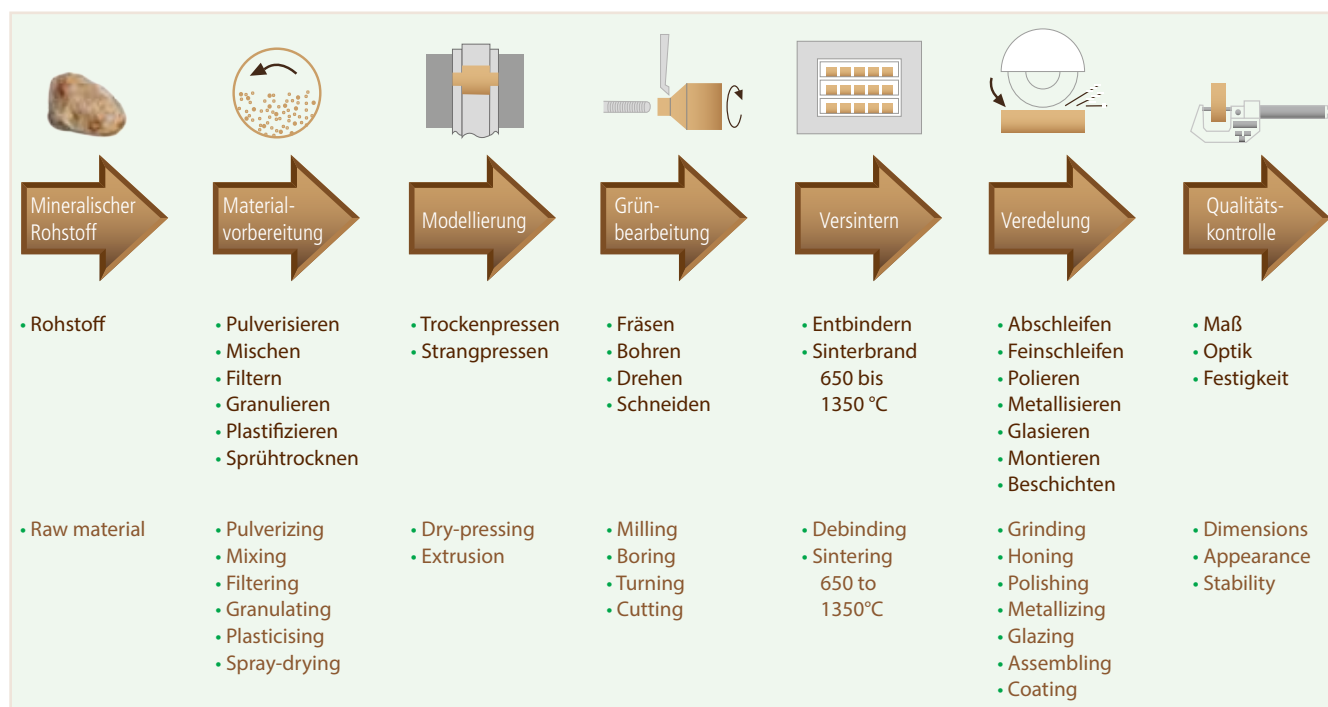 Mineralischer
Rohstoff
Material-
vorbereitung
Modellierung
Grün-
bearbeitung
Versintern
Veredelung
Qualitäts-
kontrolle
• Rohstoff
• Pulverisieren
• Mischen
• Filtern
• Granulieren
• Plastifizieren
• Sprühtrocknen
• Trockenpressen
• Strangpressen
• Fräsen
• Bohren
• Drehen
• Schneiden
• Entbindern
• Sinterbrand
650 bis
1350 °C
• Abschleifen
• Feinschleifen
• Polieren
• Metallisieren
• Glasieren
• Montieren
• Beschichten
• Maß
• Optik
• Festigkeit
• Raw material
• Pulverizing
• Mixing
• Filtering
• Granulating
• Plasticising
• Spray-drying
• Dry-pressing
• Extrusion
• Milling
• Boring
• Turning
• Cutting
• Debinding
• Sintering
650 to
1350°C
• Grinding
• Honing
• Polishing
• Metallizing
• Glazing
• Assembling
• Coating
• Dimensions
• Appearance
• Stability